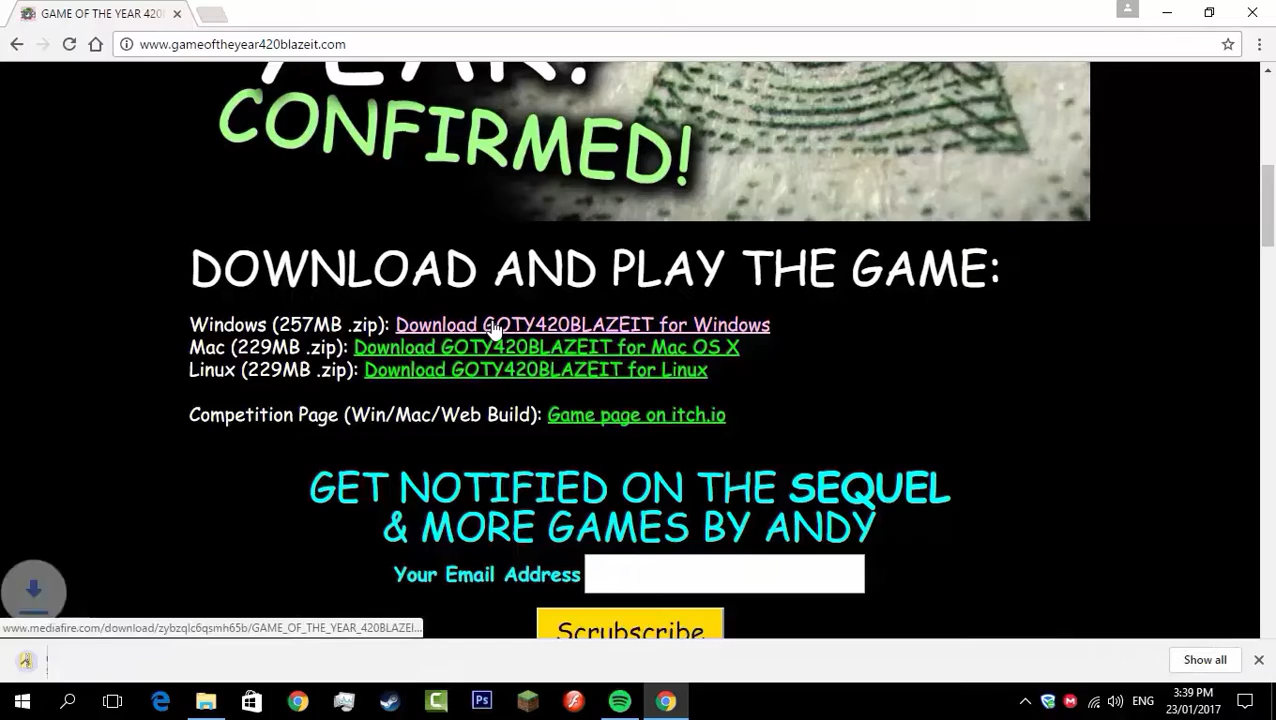 GAME OF THE YEAR 420
www.gameoftheyear420blazeit.com
YEAR!
CONFIRMED!
DOWNLOAD AND PLAY THE GAME:
Windows (257MB .zip): Download GOTY420BLAZEIT for Windows
Mac (229MB .zip): Download GOTY420BLAZEIT for Mac OS X
Linux (229MB .zip): Download GOTY420BLAZEIT for Linux
Competition Page (Win/Mac/Web Build): Game page on itch.io
GET NOTIFIED ON THE SEQUEL
& MORE GAMES BY ANDY
Your Email Address
Scrubscribe
www.mediafire.com/download/zybzqlc6qsmh65b/GAME_OF_THE_YEAR_420BLAZEI...
Show all
Ps
ENG
3:39 PM
23/01/2017